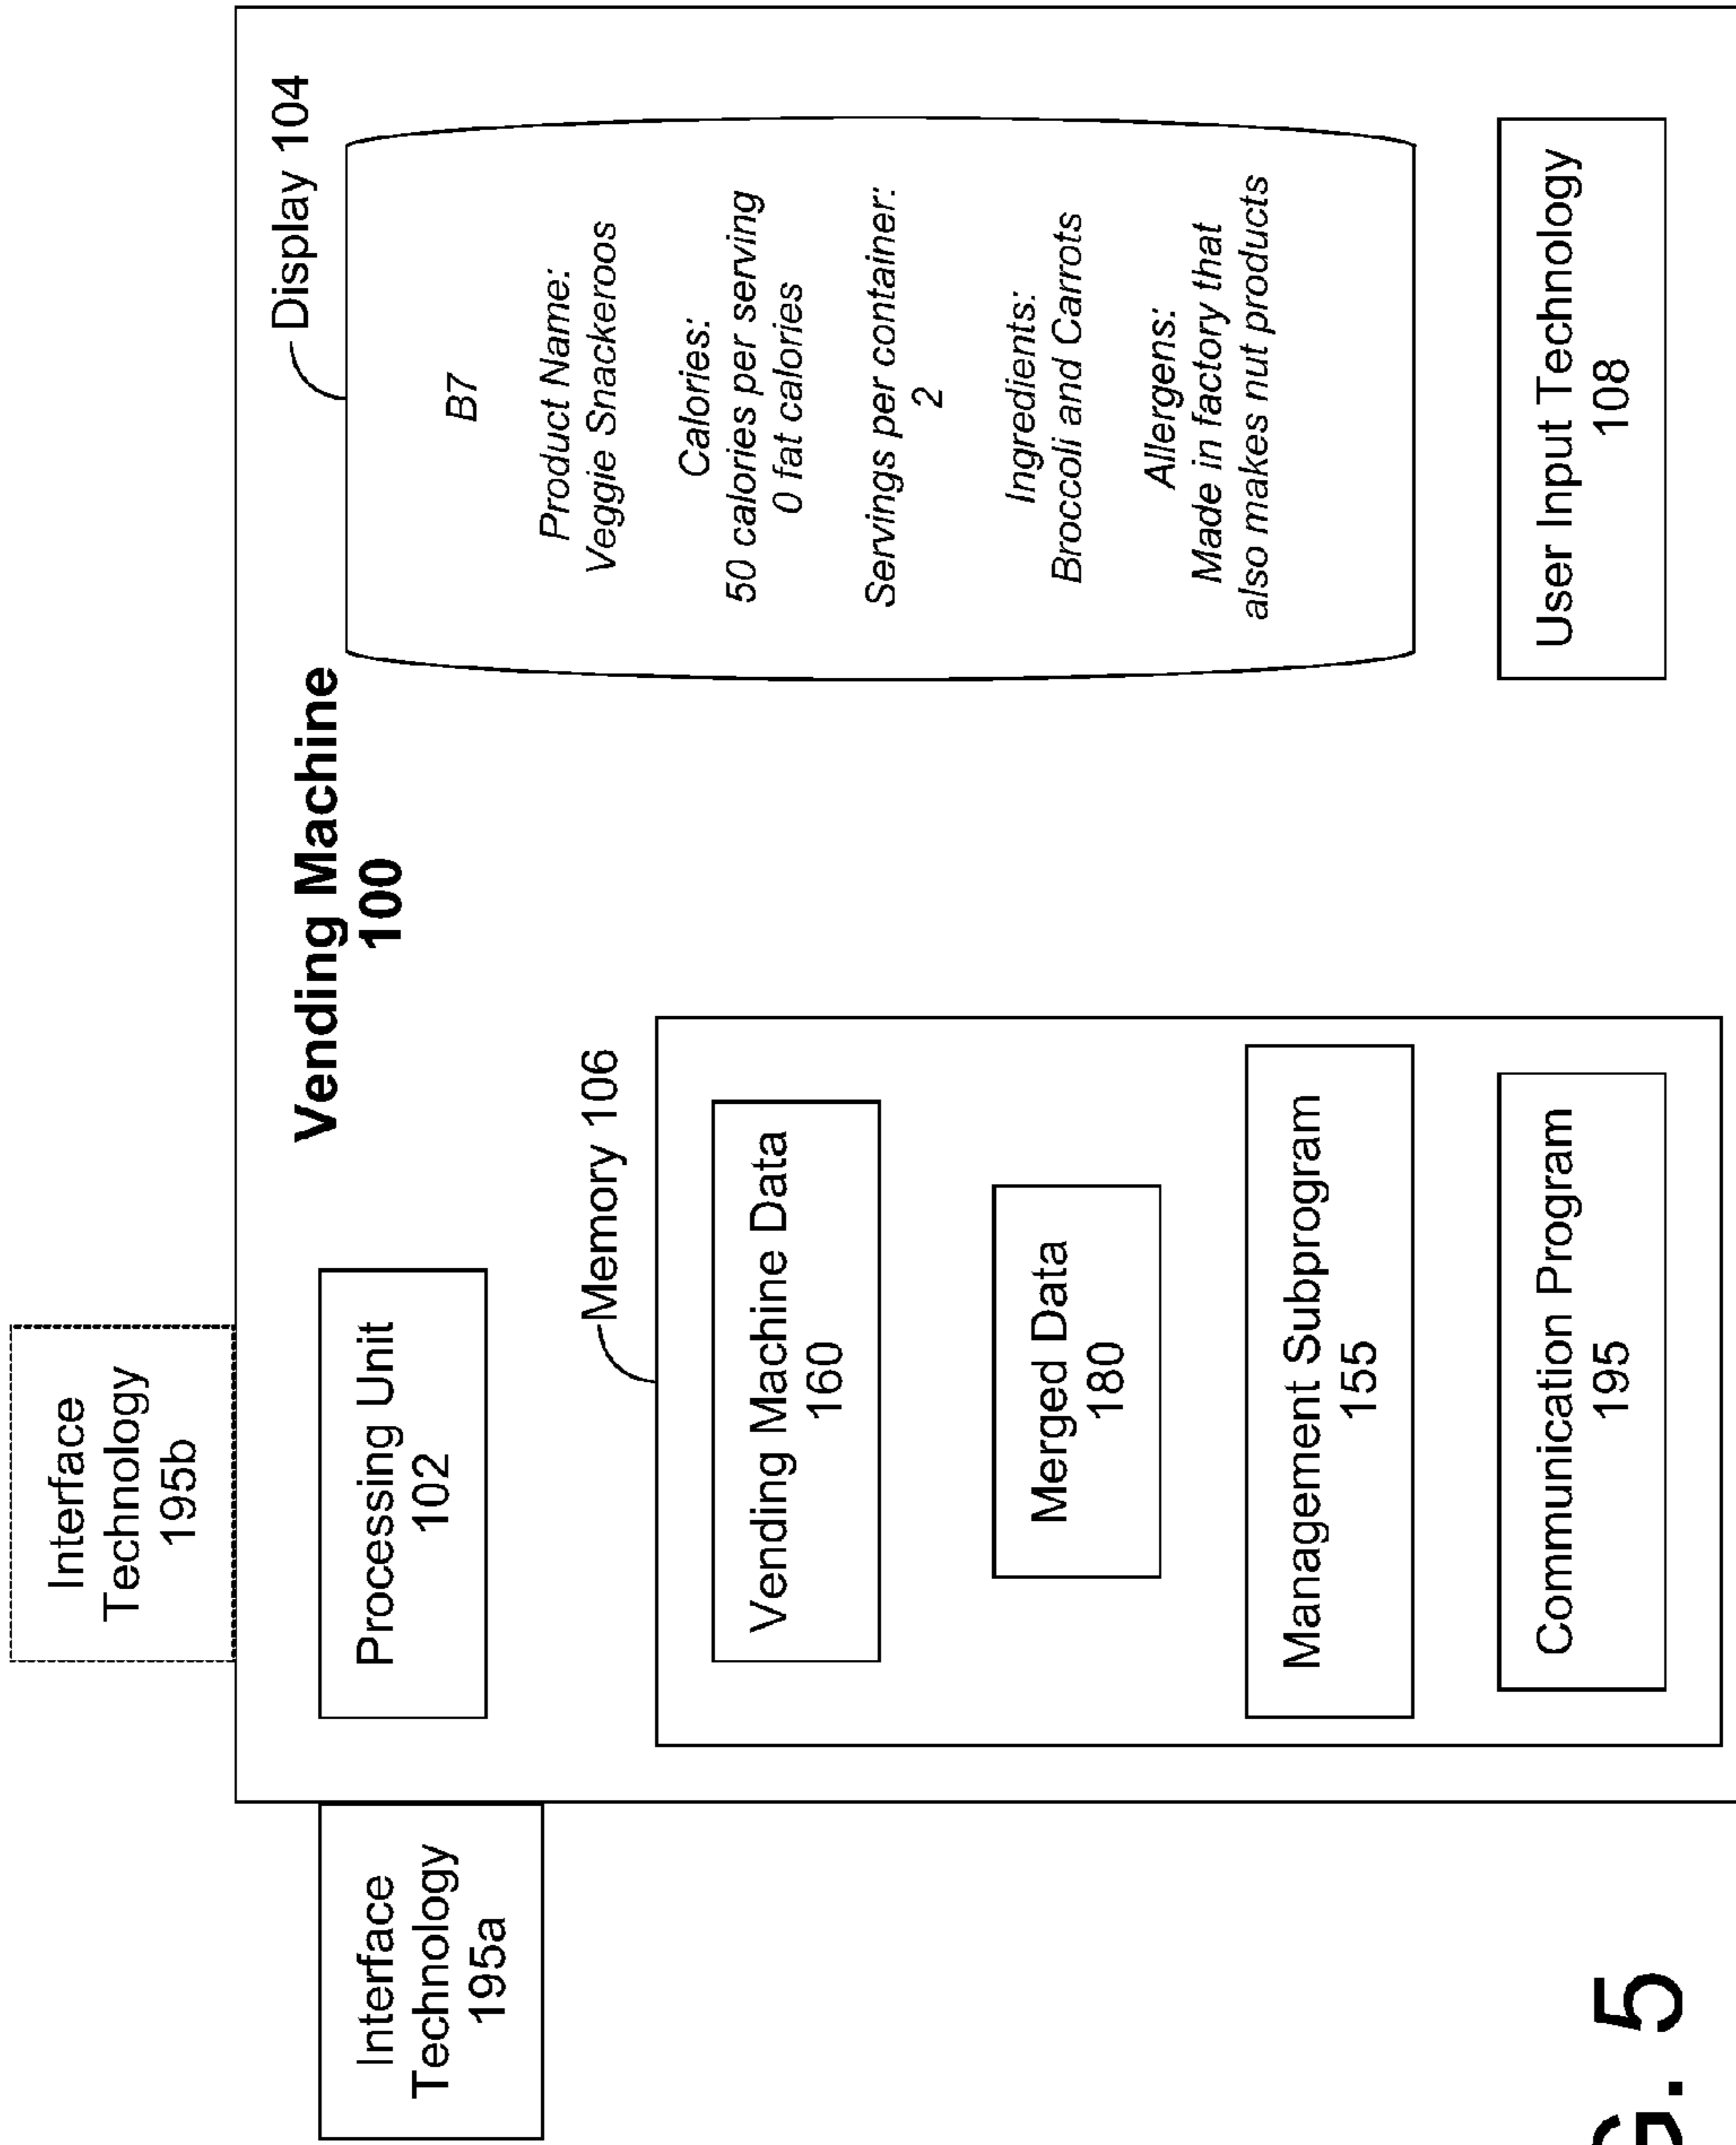 Interface
Technology
195b
Interface
Technology
195a
Vending Machine
100
Processing Unit
102
Memory 106
Vending Machine Data
160
Merged Data
180
Management Subprogram
155
Communication Program
195
Display 104
B7
Product Name:
Veggie Snackeroos
Calories:
50 calories per serving
0 fat calories
Servings per container:
2
Ingredients:
Broccoli and Carrots
Allergens:
Made in factory that
also makes nut products
User Input Technology
108
G. 5